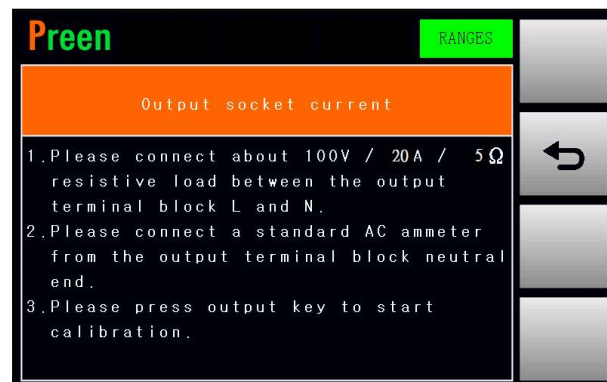 Preen
RANGES
Output socket current
1.Please connect about 100V / 20A / 5Ω
resistive load between the output
terminal block L and N.
2.Please connect a standard AC ammeter
from the output terminal block neutral
end.
3.Please press output key to start
calibration.